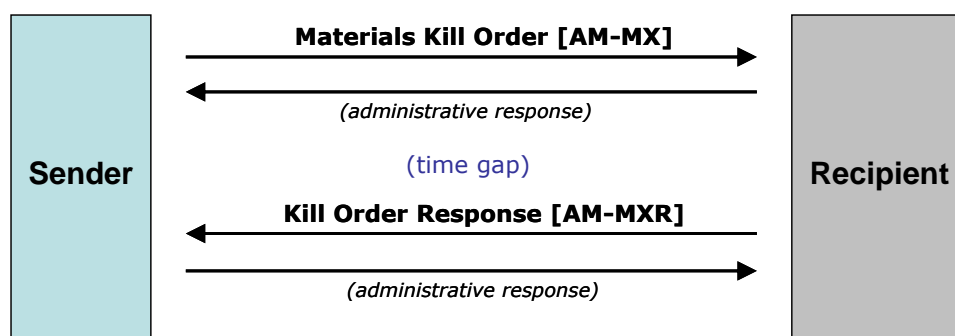 Materials Kill Order [AM-MX]
(administrative response)
Sender
(time gap)
Recipient
Kill Order Response [AM-MXR]
(administrative response)